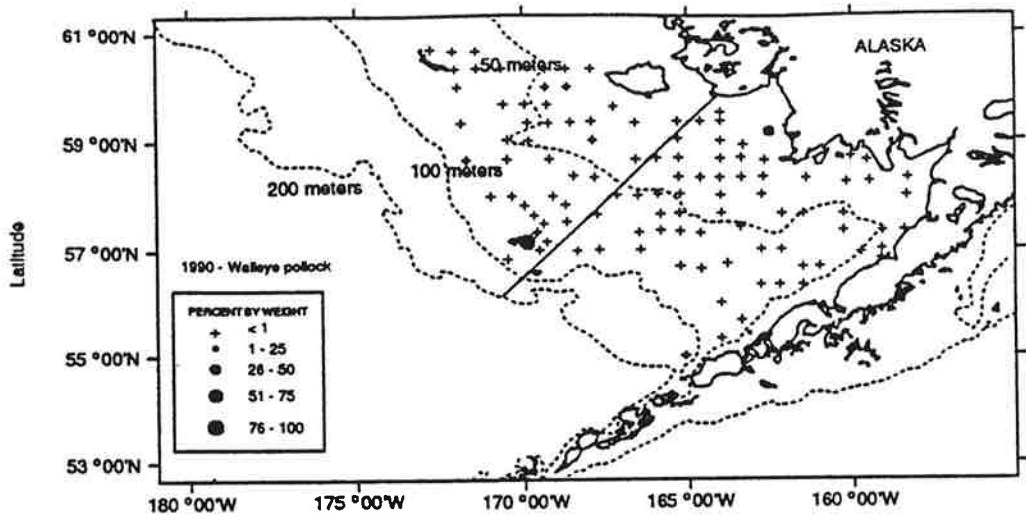 61 °00'N
59 °00'N
57 °00'N
55 °00'N
53 °00'N
Latitude
ALASKA
50 meters
100 meters
200 meters
1990 - Walleye pollock
PERCENT BY WEIGHT
+ < 1
1 - 25
26 - 50
51 - 75
76 - 100
180 °00'W
175 °00'W
170 °00'W
165 °00'W
160 °00'W